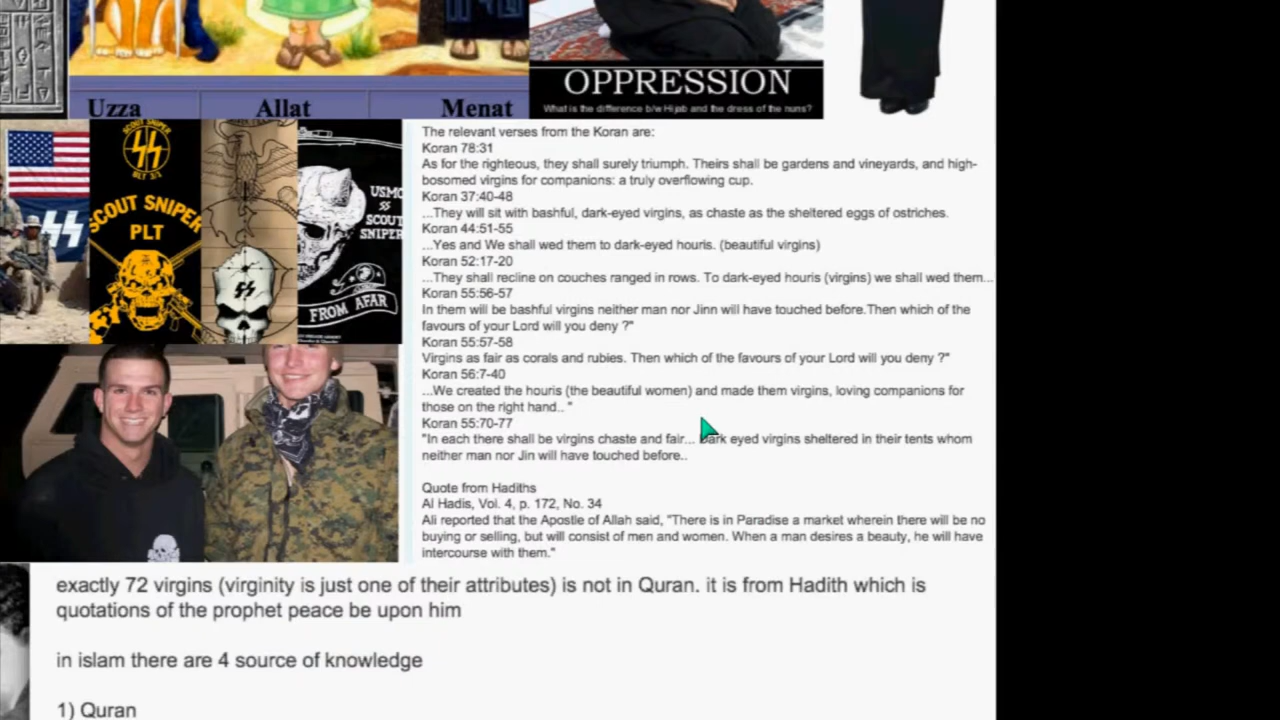 Uzza
Allat
Menat
OPPRESSION
What is the difference b/w Hijab and the dress of the nuns?
SCOUT SNIPER
BLT 3/1
SCOUT SNIPER
PLT
USMC
SCOUT
SNIPER
FROM AFAR
The relevant verses from the Koran are:
Koran 78:31
As for the righteous, they shall surely triumph. Theirs shall be gardens and vineyards, and high-
bosomed virgins for companions: a truly overflowing cup.
Koran 37:40-48
...They will sit with bashful, dark-eyed virgins, as chaste as the sheltered eggs of ostriches.
Koran 44:51-55
...Yes and We shall wed them to dark-eyed houris. (beautiful virgins)
Koran 52:17-20
...They shall recline on couches ranged in rows. To dark-eyed houris (virgins) we shall wed them...
Koran 55:56-57
In them will be bashful virgins neither man nor Jinn will have touched before.Then which of the
favours of your Lord will you deny ?"
Koran 55:57-58
Virgins as fair as corals and rubies. Then which of the favours of your Lord will you deny ?"
Koran 56:7-40
...We created the houris (the beautiful women) and made them virgins, loving companions for
those on the right hand.. "
Koran 55:70-77
"In each there shall be virgins chaste and fair... Dark eyed virgins sheltered in their tents whom
neither man nor Jin will have touched before..
Quote from Hadiths
Al Hadis, Vol. 4, p. 172, No. 34
Ali reported that the Apostle of Allah said, "There is in Paradise a market wherein there will be no
buying or selling, but will consist of men and women. When a man desires a beauty, he will have
intercourse with them."
exactly 72 virgins (virginity is just one of their attributes) is not in Quran. it is from Hadith which is
quotations of the prophet peace be upon him
in islam there are 4 source of knowledge
1) Quran